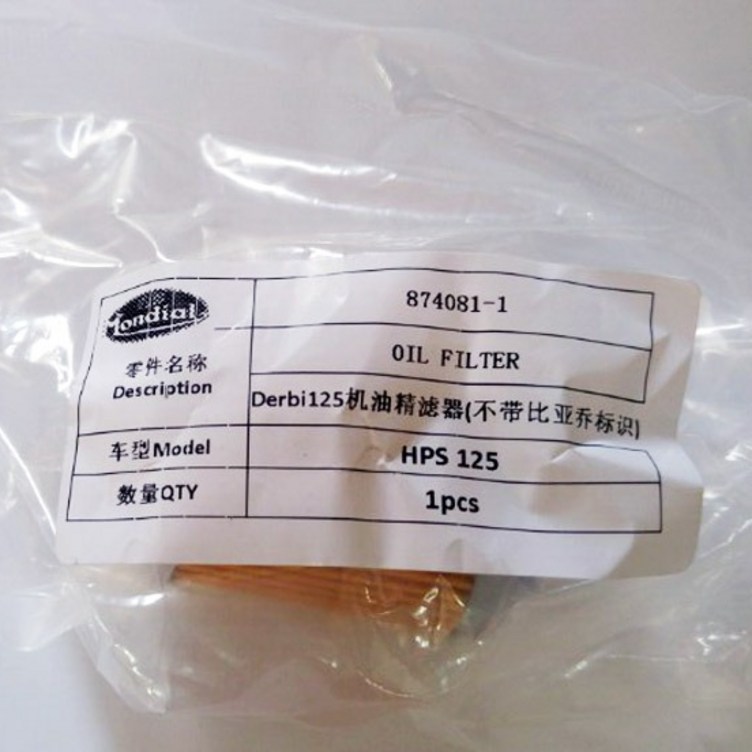 Mondial
874081-1
零件名称
Description
OIL FILTER
Derbi125机油精滤器(不带比亚乔标识)
车型Model
HPS 125
数量QTY
1pcs